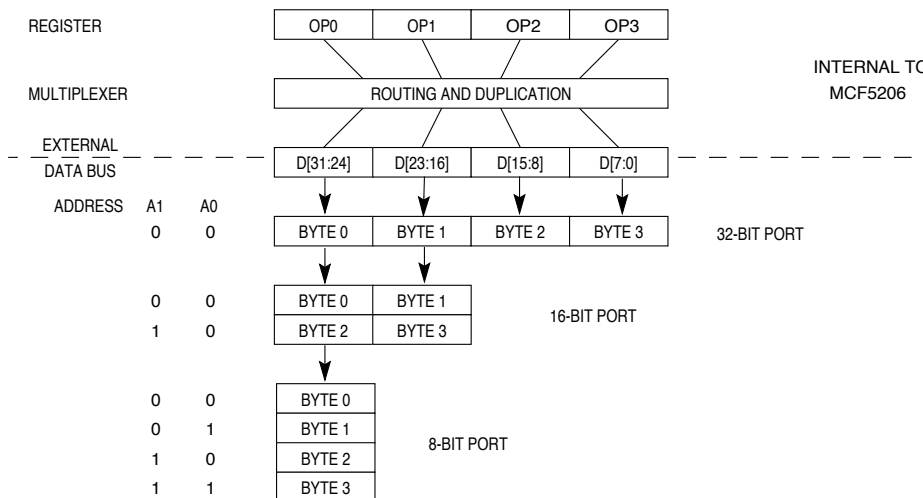 REGISTER OP0 OP1 OP2 OP3
INTERNAL TO
MULTIPLEXER ROUTING AND DUPLICATION MCF5206
EXTERNAL
DATA BUS D[31:24] D[23:16] D[15:8] D[7:0]
ADDRESS A1 A0
0 0 BYTE 0 BYTE 1 BYTE 2 BYTE 3 32-BIT PORT
0 0 BYTE 0 BYTE 1
16-BIT PORT
1 0 BYTE 2 BYTE 3
0 0 BYTE 0
0 1 BYTE 1
8-BIT PORT
1 0 BYTE 2
1 1 BYTE 3